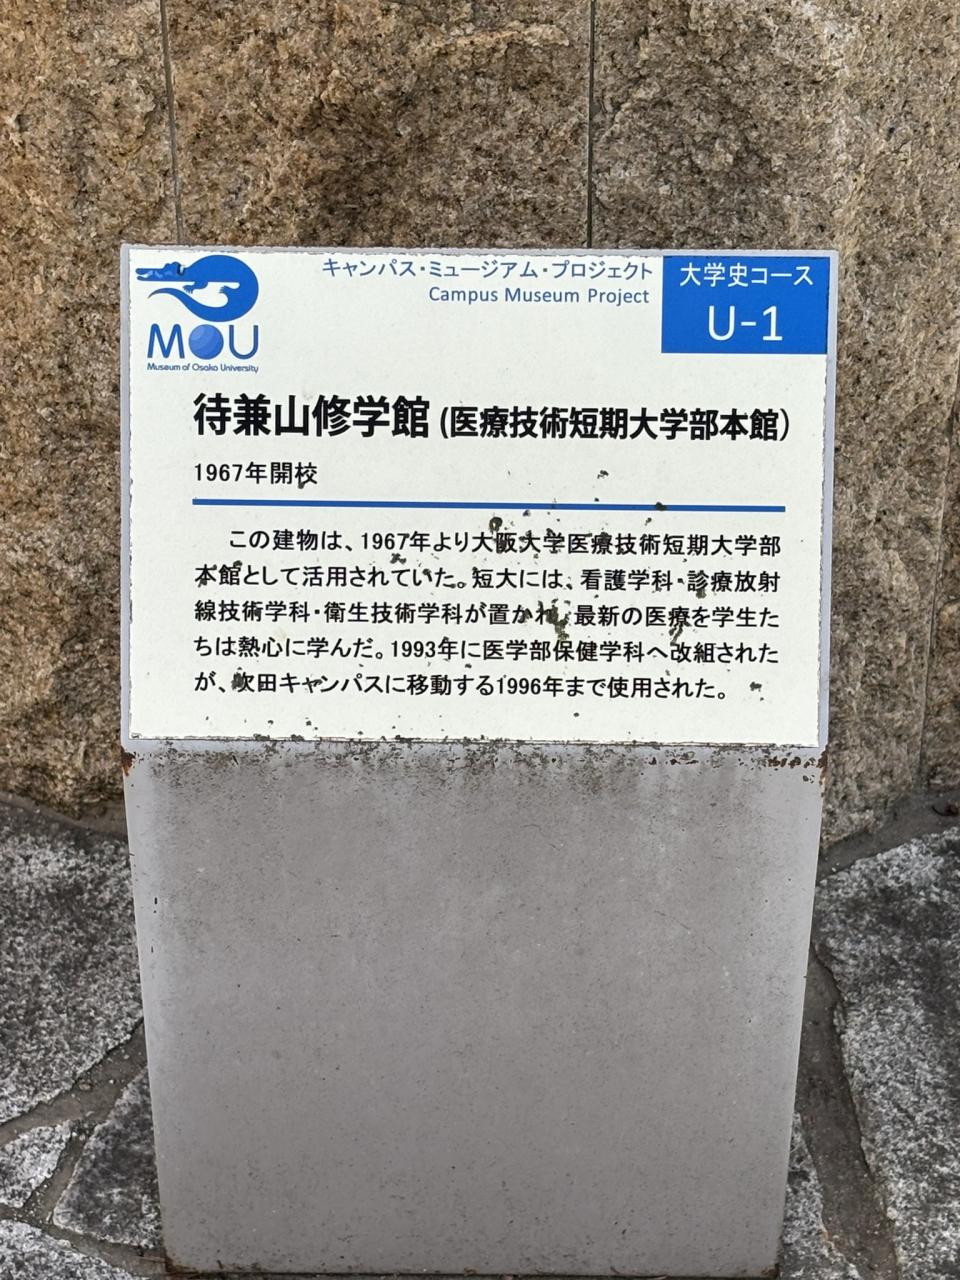 キャンパス・ミュージアム・プロジェクト
Campus Museum Project
大学史コース
U-1
MOU
Museum of Osaka University
待兼山修学館 (医療技術短期大学部本館)
1967年開校
この建物は、1967年より大阪大学医療技術短期大学部
本館として活用されていた。短大には、看護学科・診療放射
線技術学科・衛生技術学科が置かれ、最新の医療を学生た
ちは熱心に学んだ。1993年に医学部保健学科へ改組された
が、吹田キャンパスに移動する1996年まで使用された。